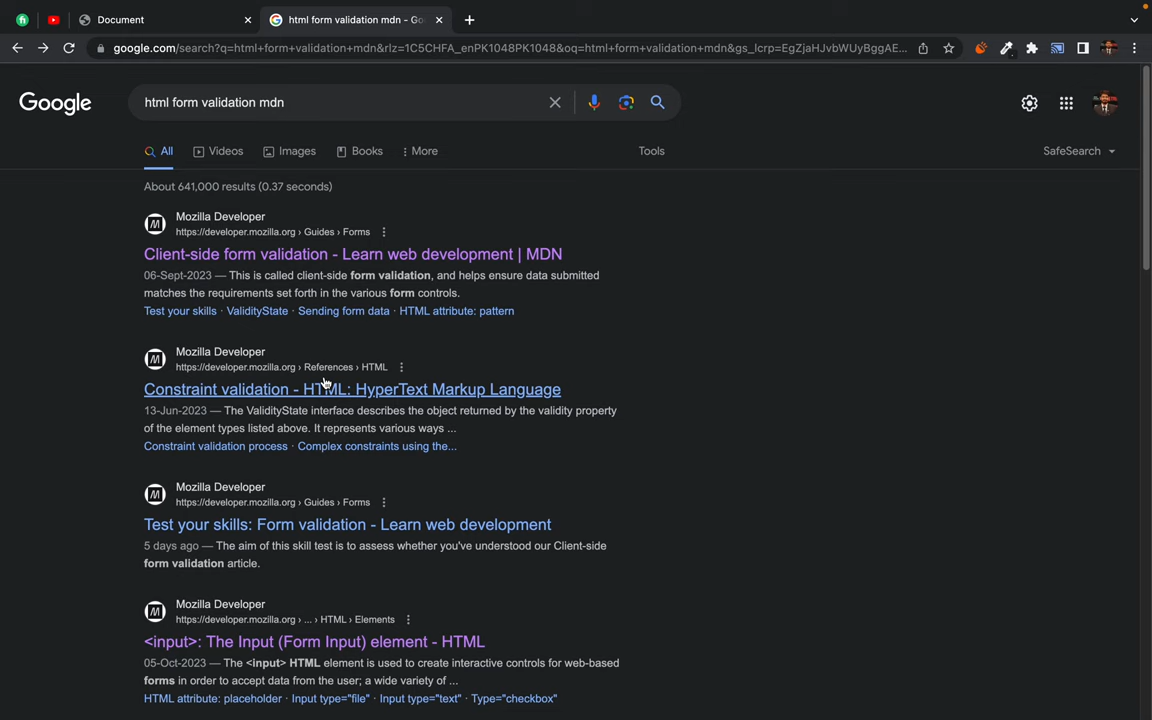 Document
html form validation mdn - Go
google.com/search?q=html+form+validation+mdn&rlz=1C5CHFA_enPK1048PK1048&oq=html+form+validation+mdn&gs_lcrp=EgZjaHJvbWUyBggAE...
Google
html form validation mdn
All Videos Images Books More Tools SafeSearch
About 641,000 results (0.37 seconds)
Mozilla Developer
https://developer.mozilla.org › Guides › Forms
Client-side form validation - Learn web development | MDN
06-Sept-2023 — This is called client-side form validation, and helps ensure data submitted
matches the requirements set forth in the various form controls.
Test your skills · ValidityState · Sending form data · HTML attribute: pattern
Mozilla Developer
https://developer.mozilla.org › References › HTML
Constraint validation - HTML: HyperText Markup Language
13-Jun-2023 — The ValidityState interface describes the object returned by the validity property
of the element types listed above. It represents various ways ...
Constraint validation process · Complex constraints using the...
Mozilla Developer
https://developer.mozilla.org › Guides › Forms
Test your skills: Form validation - Learn web development
5 days ago — The aim of this skill test is to assess whether you've understood our Client-side
form validation article.
Mozilla Developer
https://developer.mozilla.org › ... › HTML › Elements
<input>: The Input (Form Input) element - HTML
05-Oct-2023 — The <input> HTML element is used to create interactive controls for web-based
forms in order to accept data from the user; a wide variety of ...
HTML attribute: placeholder · Input type="file" · Input type="text" · Type="checkbox"